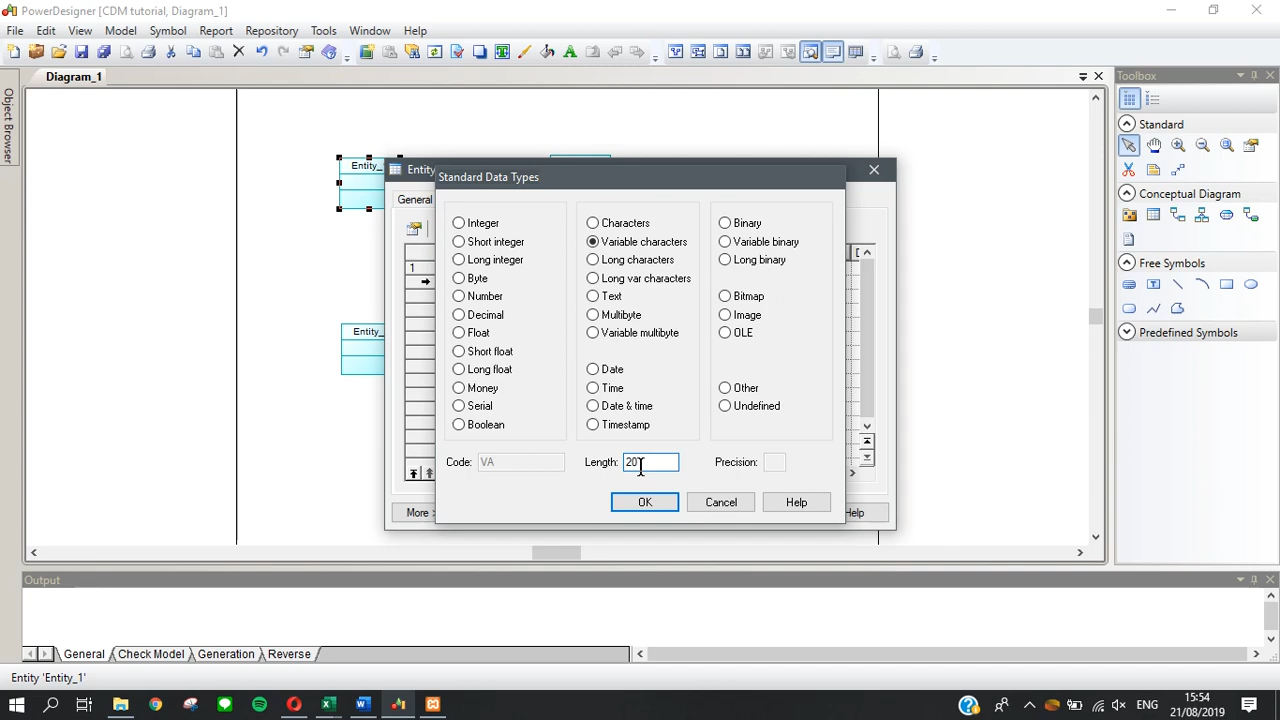 PowerDesigner [CDM tutorial, Diagram_1]
File Edit View Model Symbol Report Repository Tools Window Help
Diagram_1
Toolbox
Object Browser
Standard
Conceptual Diagram
Free Symbols
Predefined Symbols
Entity_
Entity_
Entity
General
1
More >
Help
Standard Data Types
Integer
Short integer
Long integer
Byte
Number
Decimal
Float
Short float
Long float
Money
Serial
Boolean
Characters
Variable characters
Long characters
Long var characters
Text
Multibyte
Variable multibyte
Date
Time
Date & time
Timestamp
Binary
Variable binary
Long binary
Bitmap
Image
OLE
Other
Undefined
Code: VA
Length: 20
Precision:
OK Cancel Help
Output
General Check Model Generation Reverse
Entity 'Entity_1'
ENG
15:54
21/08/2019